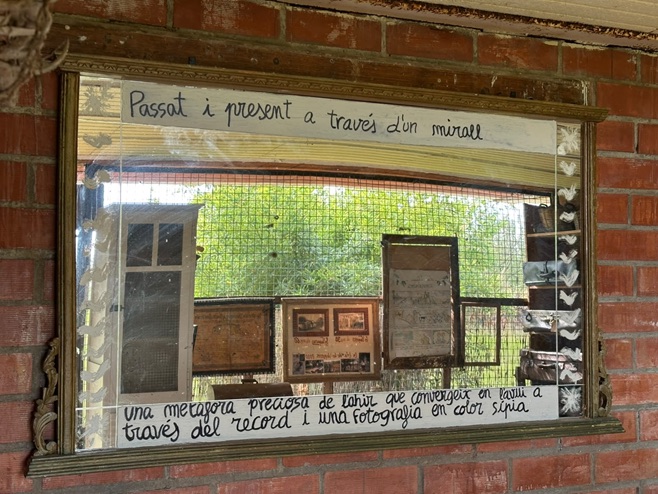 Passat i present a través d'un mirall
Una metàfora preciosa de l'ahir que convergeix en l'avui a
través del record i una fotografia en color sípia